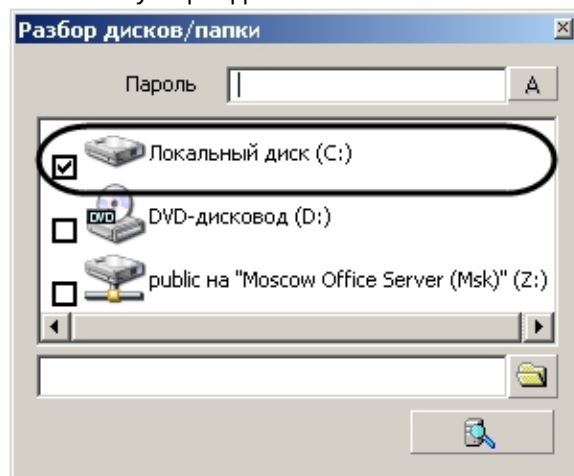 Разбор дисков/папки
Пароль
A
Локальный диск (C:)
DVD
DVD-дисковод (D:)
public на "Moscow Office Server (Msk)" (Z:)